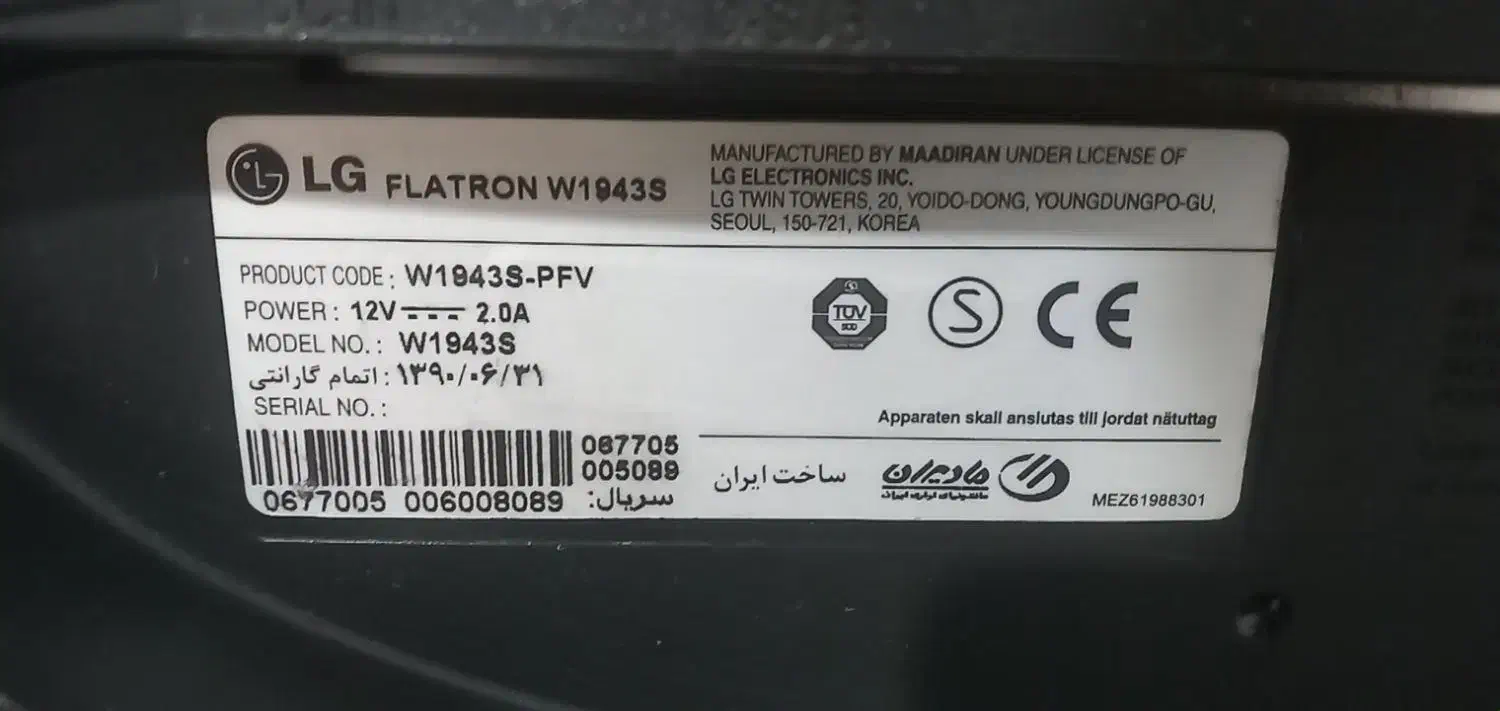 LG FLATRON W1943S
MANUFACTURED BY MAADIRAN UNDER LICENSE OF
LG ELECTRONICS INC.
LG TWIN TOWERS, 20, YOIDO-DONG, YOUNGDUNGPO-GU,
SEOUL, 150-721, KOREA
PRODUCT CODE : W1943S-PFV
POWER : 12V 2.0A
MODEL NO. : W1943S
اتمام گارانتی : ۱۳۹۰/۰۶/۳۱
SERIAL NO. :
067705
005089
0677005 006008089 سریال:
TÜV
S
CE
Apparaten skall anslutas till jordat nätuttag
ساخت ایران
مادیران
MEZ61988301